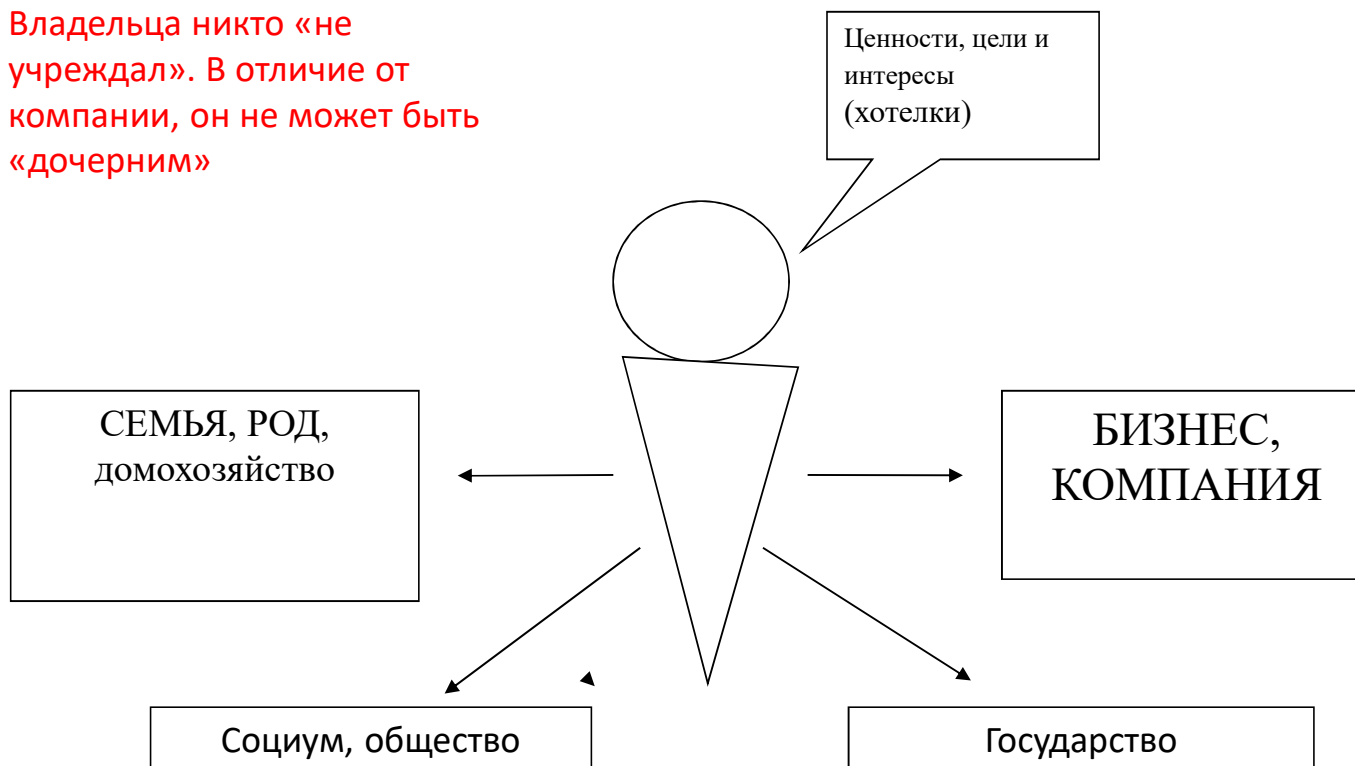 Владельца никто «не
учреждал». В отличие от
компании, он не может быть
«дочерним»
Ценности, цели и
интересы
(хотелки)
СЕМЬЯ, РОД,
домохозяйство
БИЗНЕС,
КОМПАНИЯ
Социум, общество
Государство